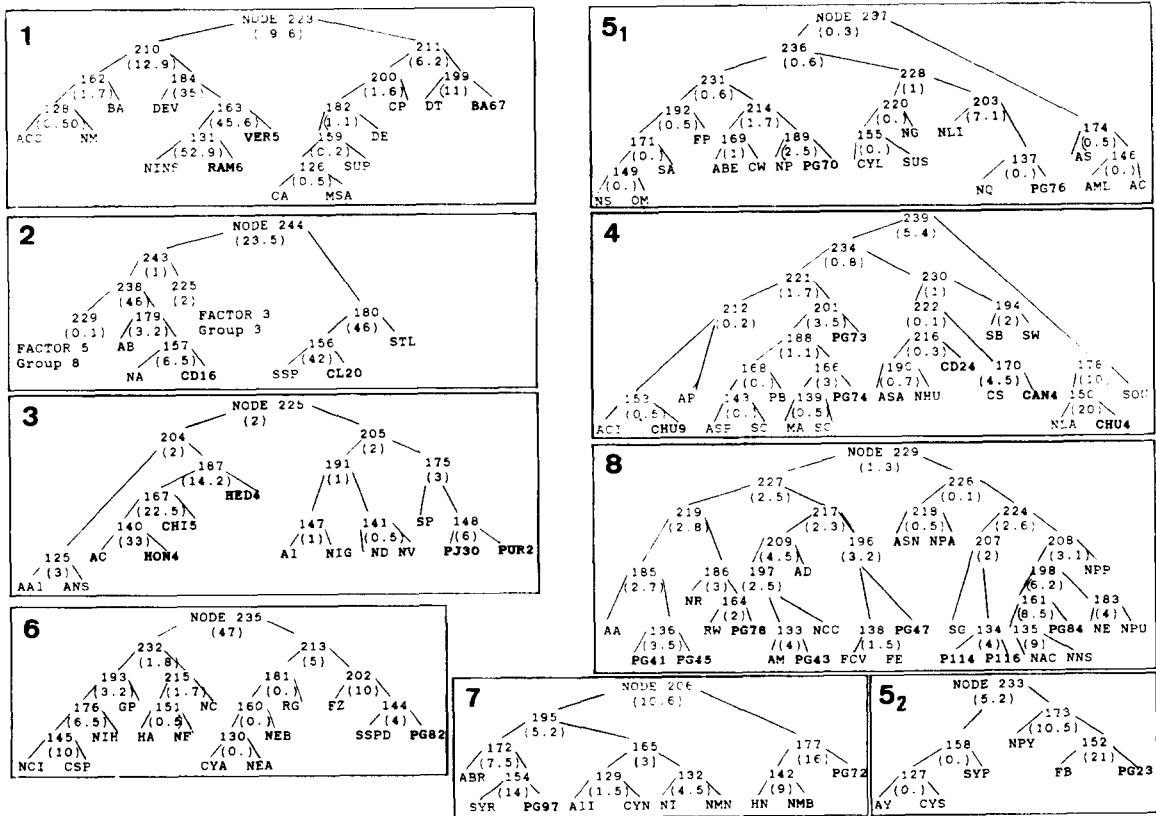 1
NODE 223
( 9 6)
210
(12.9)
211
(6.2)
162
(1.7)
BA
184
(35)
DEV
200
(1.6)
CP
199
(11)
DT
BA67
128
(0.50)
ACC
NM
163
(45.6)
182
(1.1)
DE
131
(52.9)
VER5
159
(0.2)
SUP
NINS
RAM6
126
(0.5)
CA
MSA
2
NODE 244
(23.5)
243
(1)
238
(46)
225
(2)
229
(0.1)
179
(3.2)
FACTOR 3
Group 3
180
(46)
FACTOR 5
Group 8
AB
157
(6.5)
156
(42)
STL
NA
CD16
SSP
CL20
3
NODE 225
(2)
204
(2)
205
(2)
187
(14.2)
191
(1)
175
(3)
167
(22.5)
HED4
140
(33)
CHI5
147
(1)
NIG
141
(0.5)
SP
148
(6)
125
(3)
AC
HON4
AI
ND
NV
PJ30
PUR2
ANS
6
NODE 235
(47)
232
(1.8)
213
(5)
193
(3.2)
215
(1.7)
181
(0.)
202
(10)
176
(6.5)
GP
151
(0.5)
NC
160
(0.)
RG
FZ
144
(4)
145
(10)
NIH
HA
NF
130
(0.)
NEB
SSPD
PG82
NCI
CSP
CYA
NEA
5₁
NODE 237
(0.3)
236
(0.6)
231
(0.6)
228
(1)
192
(0.5)
214
(1.7)
220
203
(7.1)
171
(0.)
FP
169
(1)
189
(2.5)
155
(0.)
NG
NLI
174
(0.5)
149
(0.)
SA
ABE
CW
NP
PG70
CYL
SUS
137
(0.)
AS
146
(0.)
NS
OM
NQ
PG76
AML
AC
4
239
(5.4)
234
(0.8)
221
(1.7)
230
(1)
212
(0.2)
201
(3.5)
222
(0.1)
194
(2)
188
(1.1)
PG73
216
(0.3)
SB
SW
168
(0.)
166
(3)
CD24
170
(4.5)
153
(0.5)
AP
143
(0.)
PB
139
(0.5)
PG74
(0.7)
ASA
NHU
CS
CAN4
(20)
ACI
CHU9
ASF
SC
MA
SC
NLA
CHU4
8
NODE 229
(1.3)
227
(2.5)
226
(0.1)
219
(2.8)
217
(2.3)
218
(0.5)
224
(2.6)
209
(4.5)
196
(3.2)
ASN
NPA
207
(2)
208
(3.1)
185
(2.7)
186
(3)
197
(2.5)
AD
198
(6.2)
NPP
NR
164
(2)
161
(8.5)
183
(4)
AA
136
(3.5)
RW
PG78
133
(4)
NCC
138
(1.5)
PG47
SG
134
(4)
135
(9)
PG84
NE
NPU
PG41
PG45
AM
PG43
FCV
FE
P114
P116
NAC
NNS
7
NODE 206
(10.6)
195
(5.2)
172
(7.5)
165
(3)
177
(16)
ABR
154
(14)
129
(1.5)
132
(4.5)
142
(9)
PG72
SYR
PG97
CYN
NI
NMN
HN
NMB
5₂
NODE 233
(5.2)
173
(10.5)
158
(0.)
NPY
152
(21)
127
(0.)
SYP
FB
PG23
AY
CYS